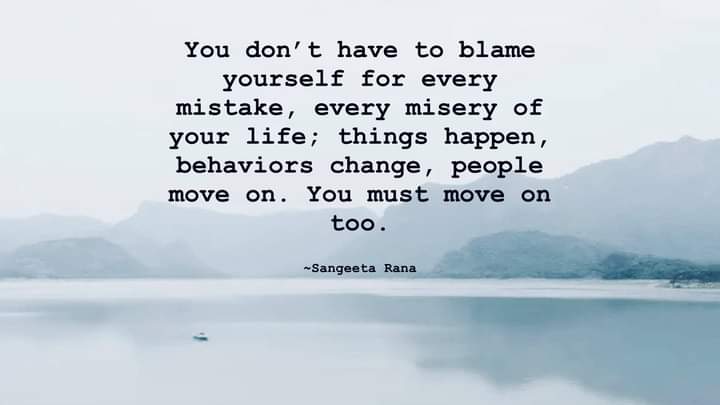 You don’t have to blame
yourself for every
mistake, every misery of
your life; things happen,
behaviors change, people
move on. You must move on
too.
~Sangeeta Rana